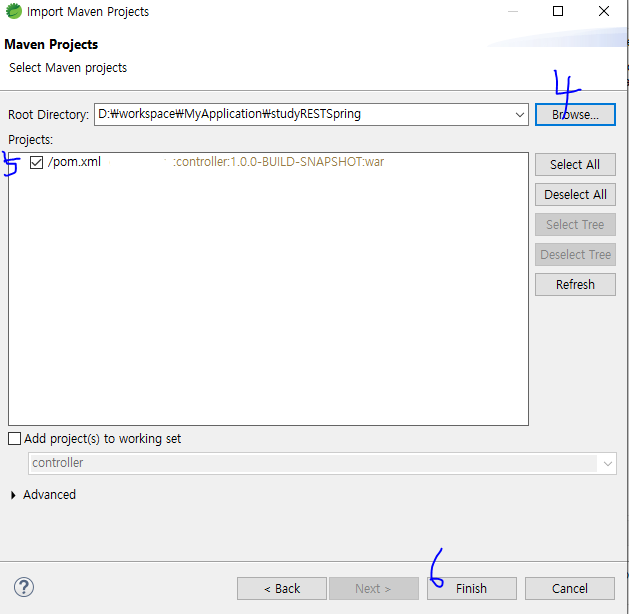 Import Maven Projects
Maven Projects
Select Maven projects
4
Root Directory: D:₩workspace₩MyApplication₩studyRESTSpring Browse...
Projects:
5 /pom.xml :controller:1.0.0-BUILD-SNAPSHOT:war
Select All
Deselect All
Select Tree
Deselect Tree
Refresh
Add project(s) to working set
controller
Advanced
6
? < Back Next > Finish Cancel